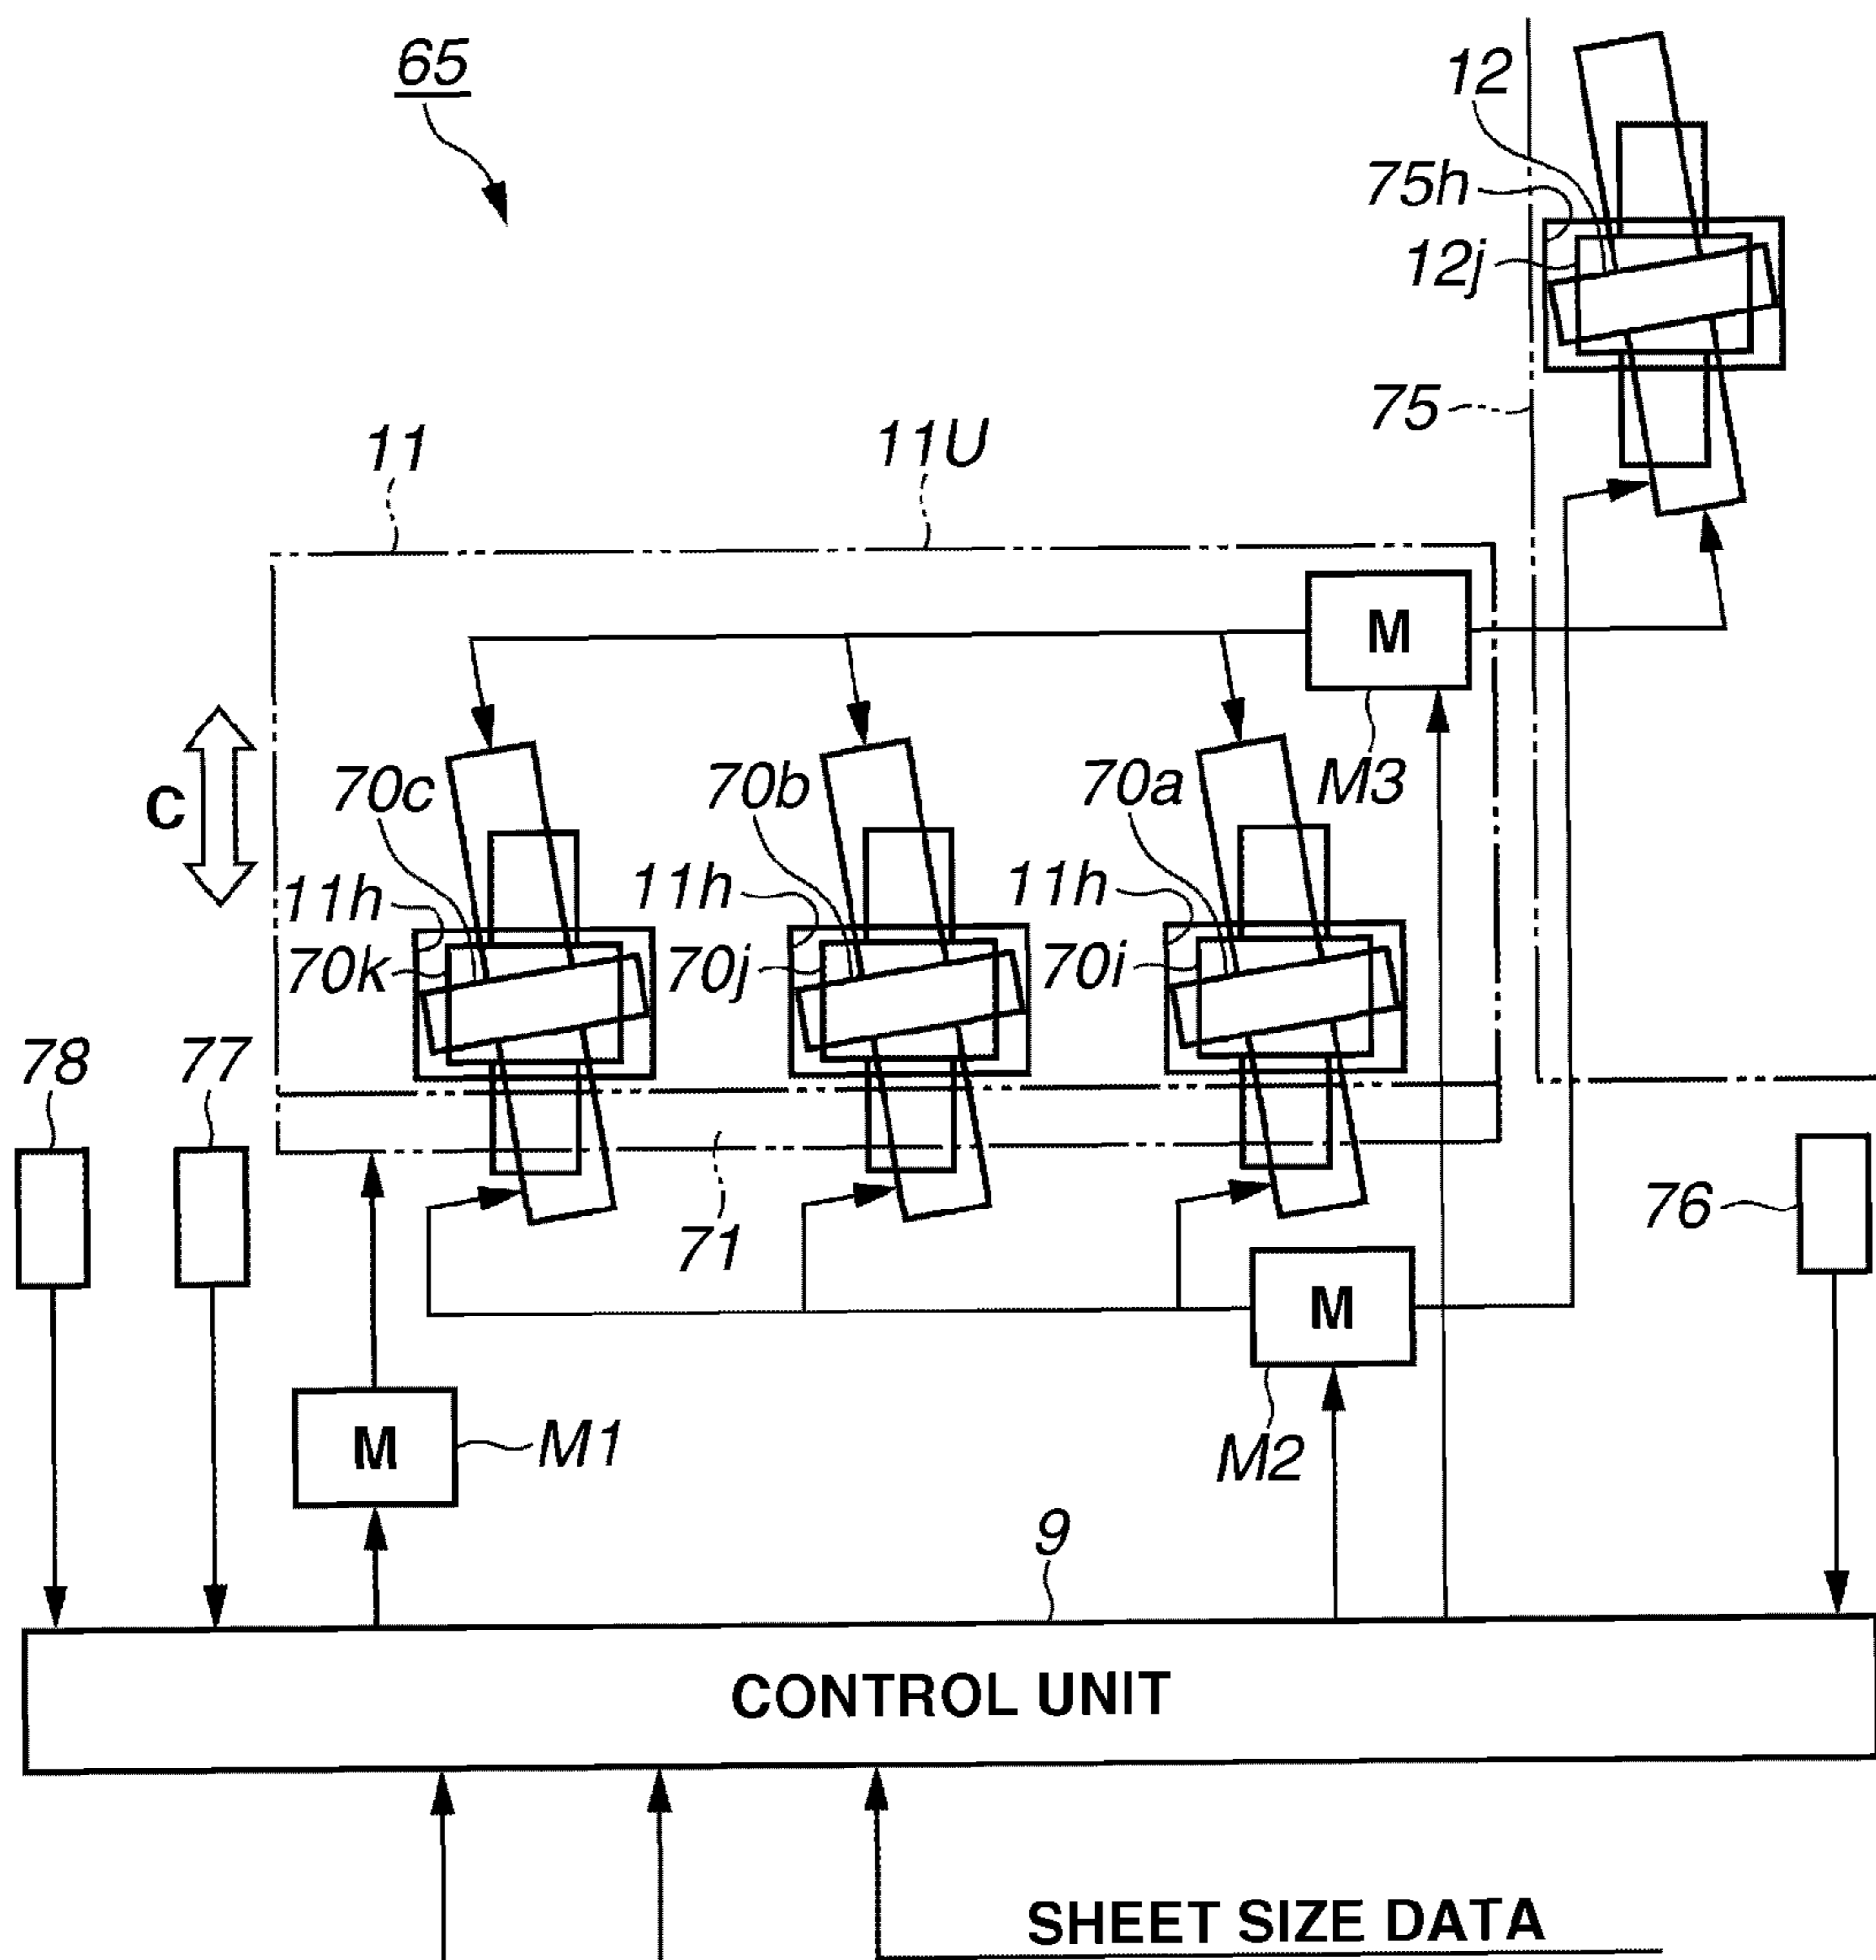 65
12
75h
12j
75
11
11U
M
C
70c
70b
70a
M3
11h
11h
11h
70k
70j
70i
78
77
76
71
M
M
M1
M2
9
CONTROL UNIT
SHEET SIZE DATA